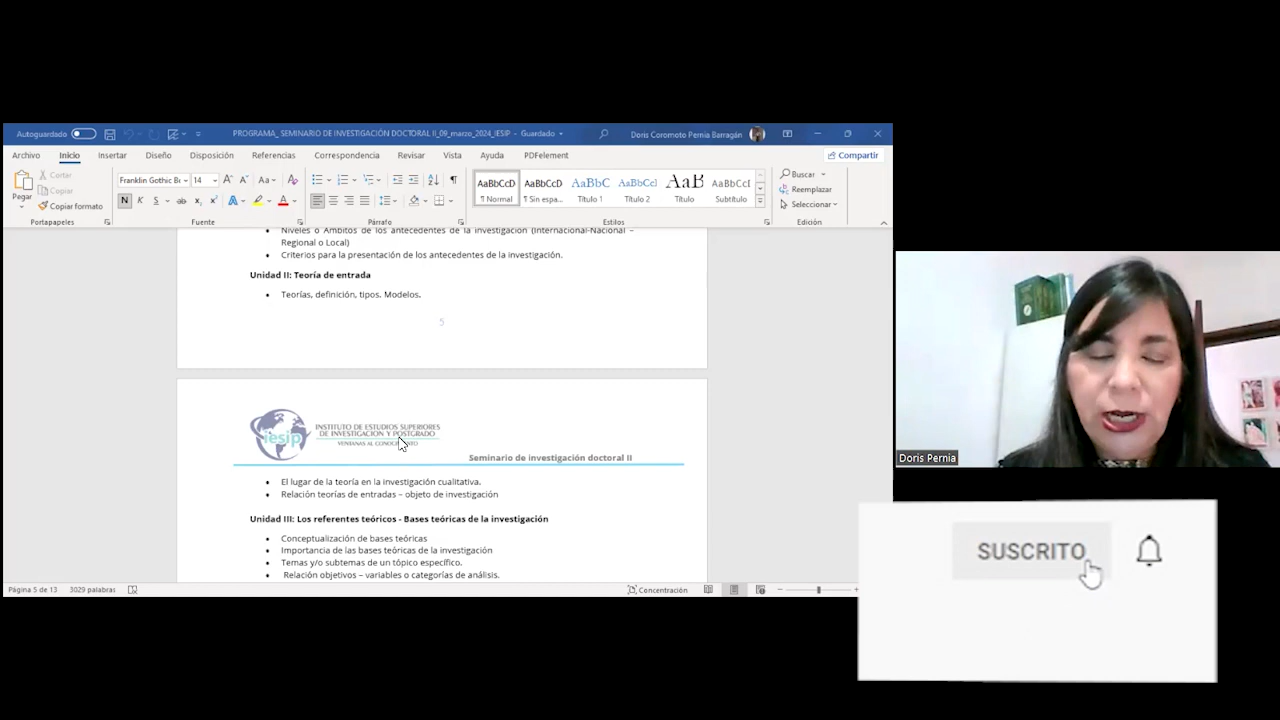 Autoguardado
PROGRAMA_ SEMINARIO DE INVESTIGACIÓN DOCTORAL II_09_marzo_2024_IESIP - Guardado
Doris Coromoto Pernia Barragán
Archivo Inicio Insertar Diseño Disposición Referencias Correspondencia Revisar Vista Ayuda PDFelement Compartir
Pegar
Cortar
Copiar
Copiar formato
Portapapeles
Franklin Gothic B 14
N K S ab
Fuente
Párrafo
AaBbCcD AaBbCcD AaBbC AaBbCcI AaB AaBbCcI
¶ Normal ¶ Sin espa... Título 1 Título 2 Título Subtítulo
Estilos
Buscar
Reemplazar
Seleccionar
Edición
• Niveles o Ámbitos de los antecedentes de la investigación (Internacional-Nacional –
Regional o Local)
• Criterios para la presentación de los antecedentes de la investigación.
Unidad II: Teoría de entrada
• Teorías, definición, tipos. Modelos.
5
iesip
INSTITUTO DE ESTUDIOS SUPERIORES
DE INVESTIGACIÓN Y POSTGRADO
VENTANAS AL CONOCIMIENTO
Seminario de investigación doctoral II
• El lugar de la teoría en la investigación cualitativa.
• Relación teorías de entradas – objeto de investigación
Unidad III: Los referentes teóricos - Bases teóricas de la investigación
• Conceptualización de bases teóricas
• Importancia de las bases teóricas de la investigación
• Temas y/o subtemas de un tópico específico.
• Relación objetivos – variables o categorías de análisis.
Página 5 de 13 3029 palabras
Concentración
Doris Pernia
SUSCRITO